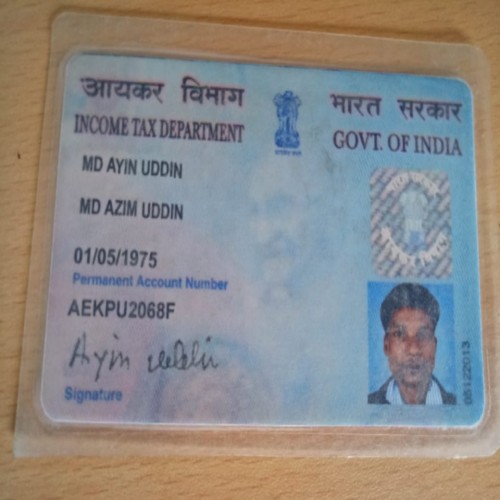 आयकर विभाग
INCOME TAX DEPARTMENT
भारत सरकार
GOVT. OF INDIA
MD AYIN UDDIN
MD AZIM UDDIN
01/05/1975
Permanent Account Number
AEKPU2068F
Ayin Uddin
Signature
05122013